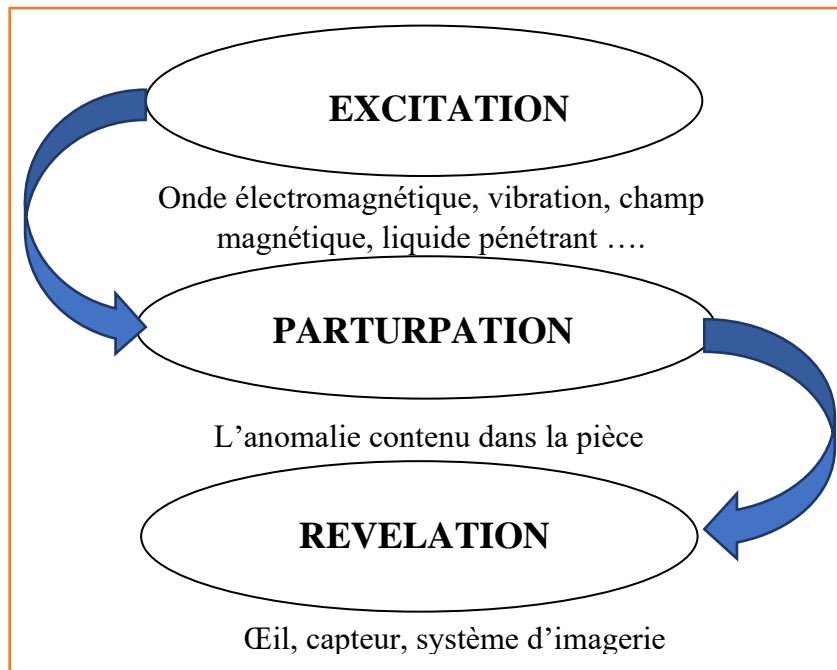 EXCITATION
Onde électromagnétique, vibration, champ
magnétique, liquide pénétrant ….
PARTURPATION
L’anomalie contenu dans la pièce
REVELATION
Œil, capteur, système d’imagerie